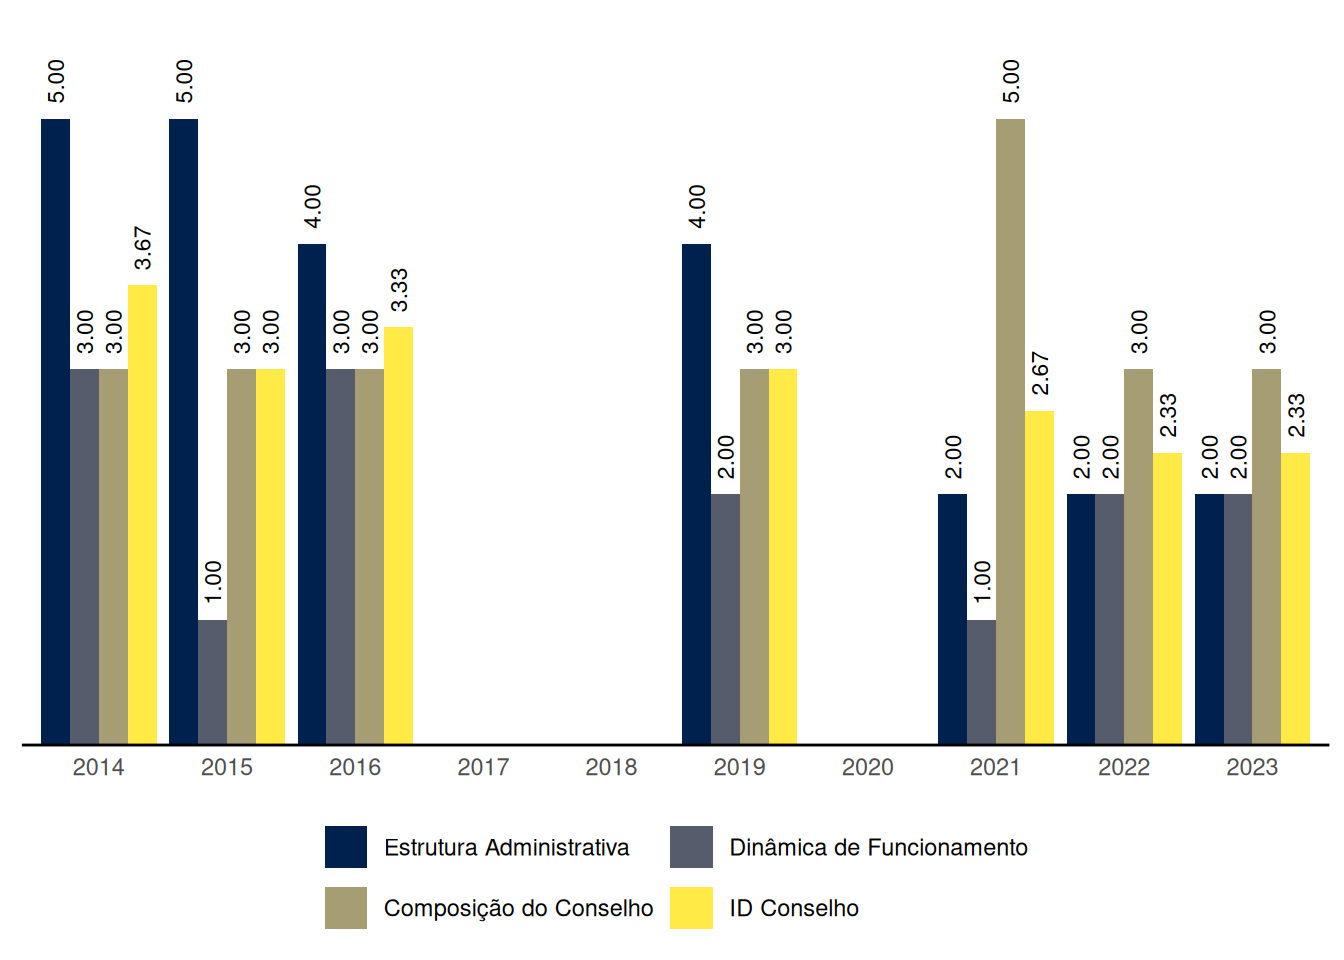 5.00 3.00 3.00 3.67 5.00 1.00 3.00 3.00 4.00 3.00 3.00 3.33 4.00 2.00 3.00 3.00 2.00 1.00 5.00 2.67 2.00 2.00 3.00 2.33 2.00 2.00 3.00 2.33
2014 2015 2016 2017 2018 2019 2020 2021 2022 2023
Estrutura Administrativa Dinâmica de Funcionamento
Composição do Conselho ID Conselho